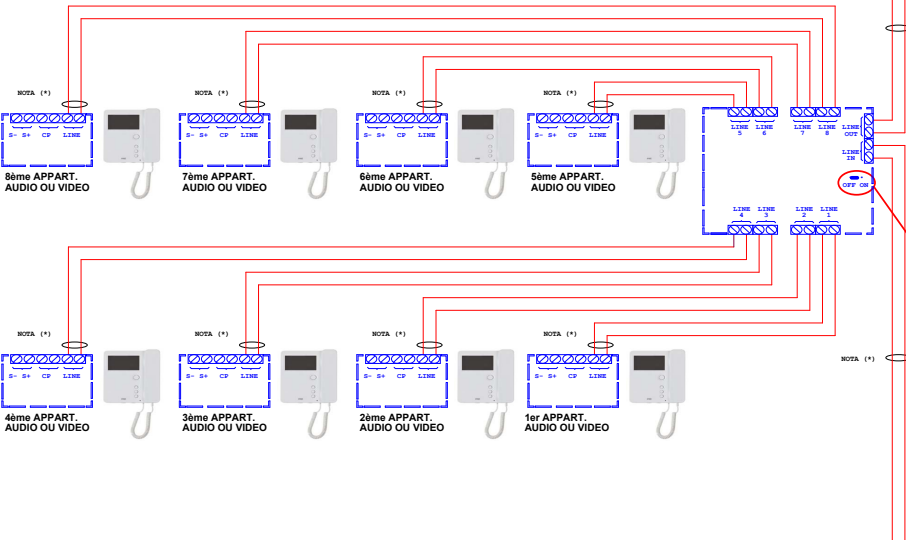 NOTA (*) NOTA (*) NOTA (*) NOTA (*)
S- S+ CP LINE S- S+ CP LINE S- S+ CP LINE S- S+ CP LINE
8ème APPART.
AUDIO OU VIDEO
7ème APPART.
AUDIO OU VIDEO
6ème APPART.
AUDIO OU VIDEO
5ème APPART.
AUDIO OU VIDEO
LINE LINE LINE LINE
5 6 7 8
LINE
OUT
LINE
IN
OFF ON
LINE LINE LINE LINE
4 3 2 1
NOTA (*) NOTA (*) NOTA (*) NOTA (*)
NOTA (*)
S- S+ CP LINE S- S+ CP LINE S- S+ CP LINE S- S+ CP LINE
4ème APPART.
AUDIO OU VIDEO
3ème APPART.
AUDIO OU VIDEO
2ème APPART.
AUDIO OU VIDEO
1er APPART.
AUDIO OU VIDEO